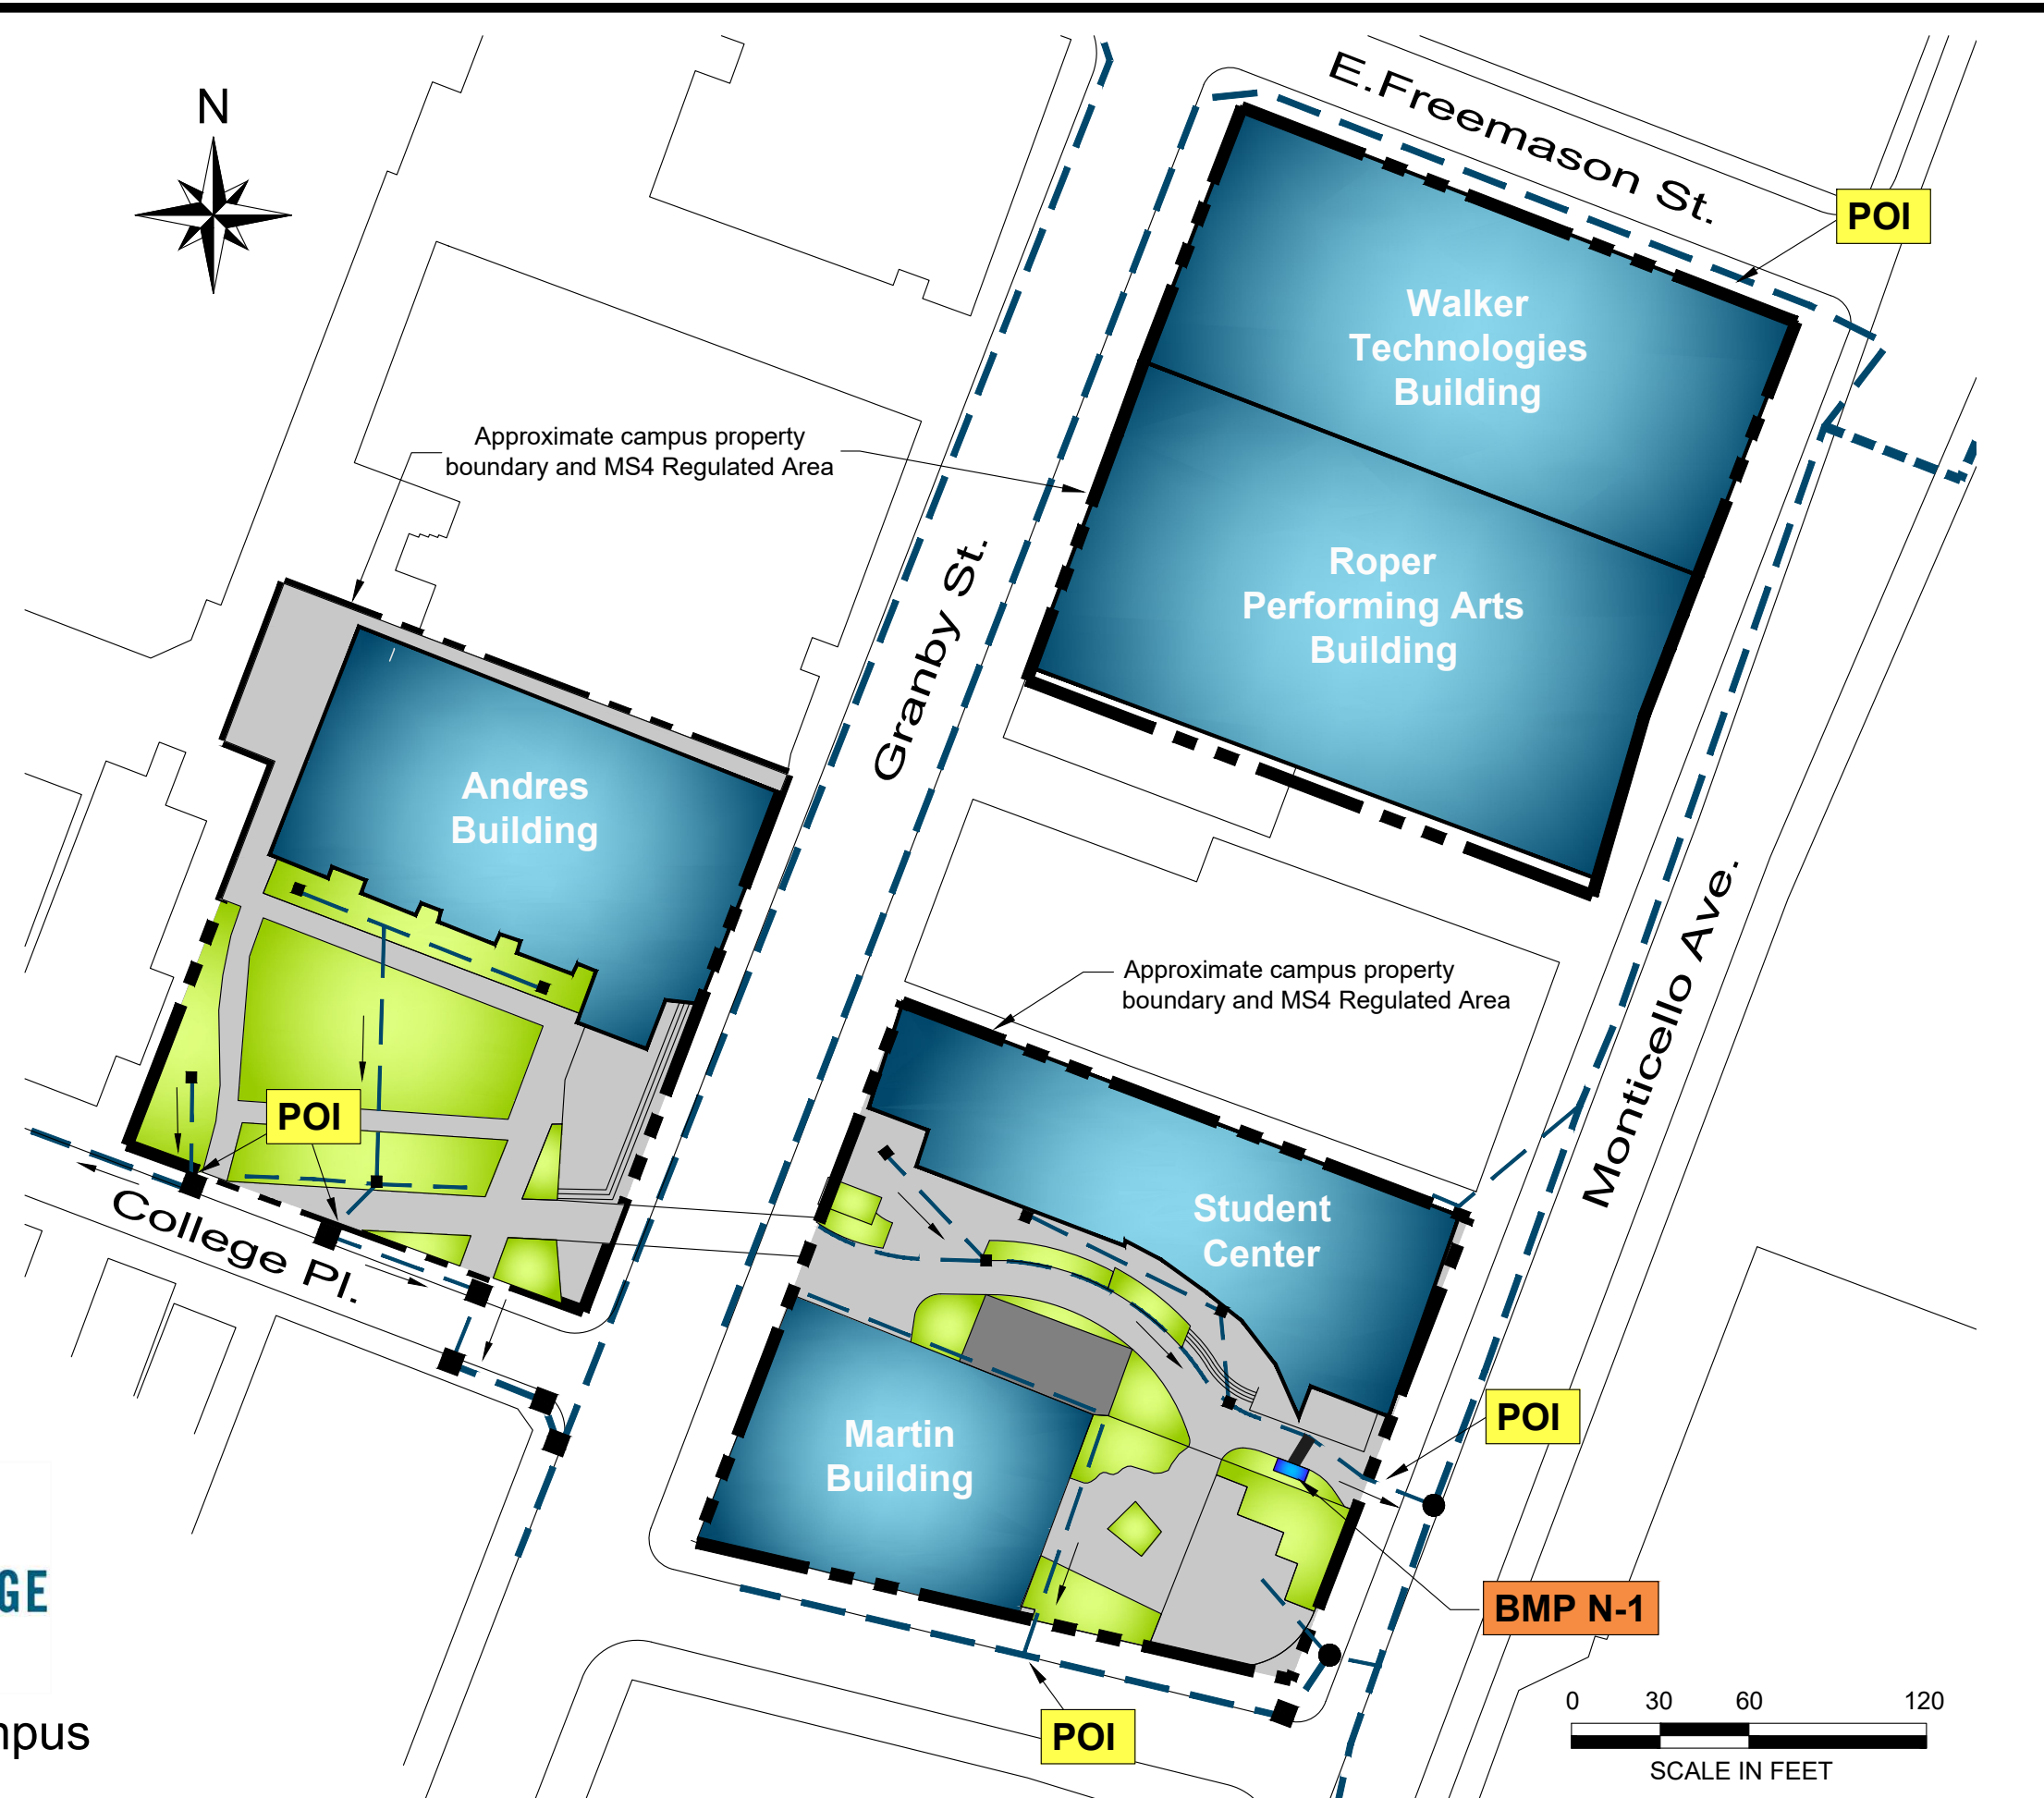 N
E.Freemason St.
POI
Walker
Technologies
Building
Approximate campus property
boundary and MS4 Regulated Area
Granby St.
Roper
Performing Arts
Building
Andres
Building
Monticello Ave.
Approximate campus property
boundary and MS4 Regulated Area
POI
College Pl.
Student
Center
POI
Martin
Building
GE
BMP N-1
mpus
POI
0 30 60 120
SCALE IN FEET